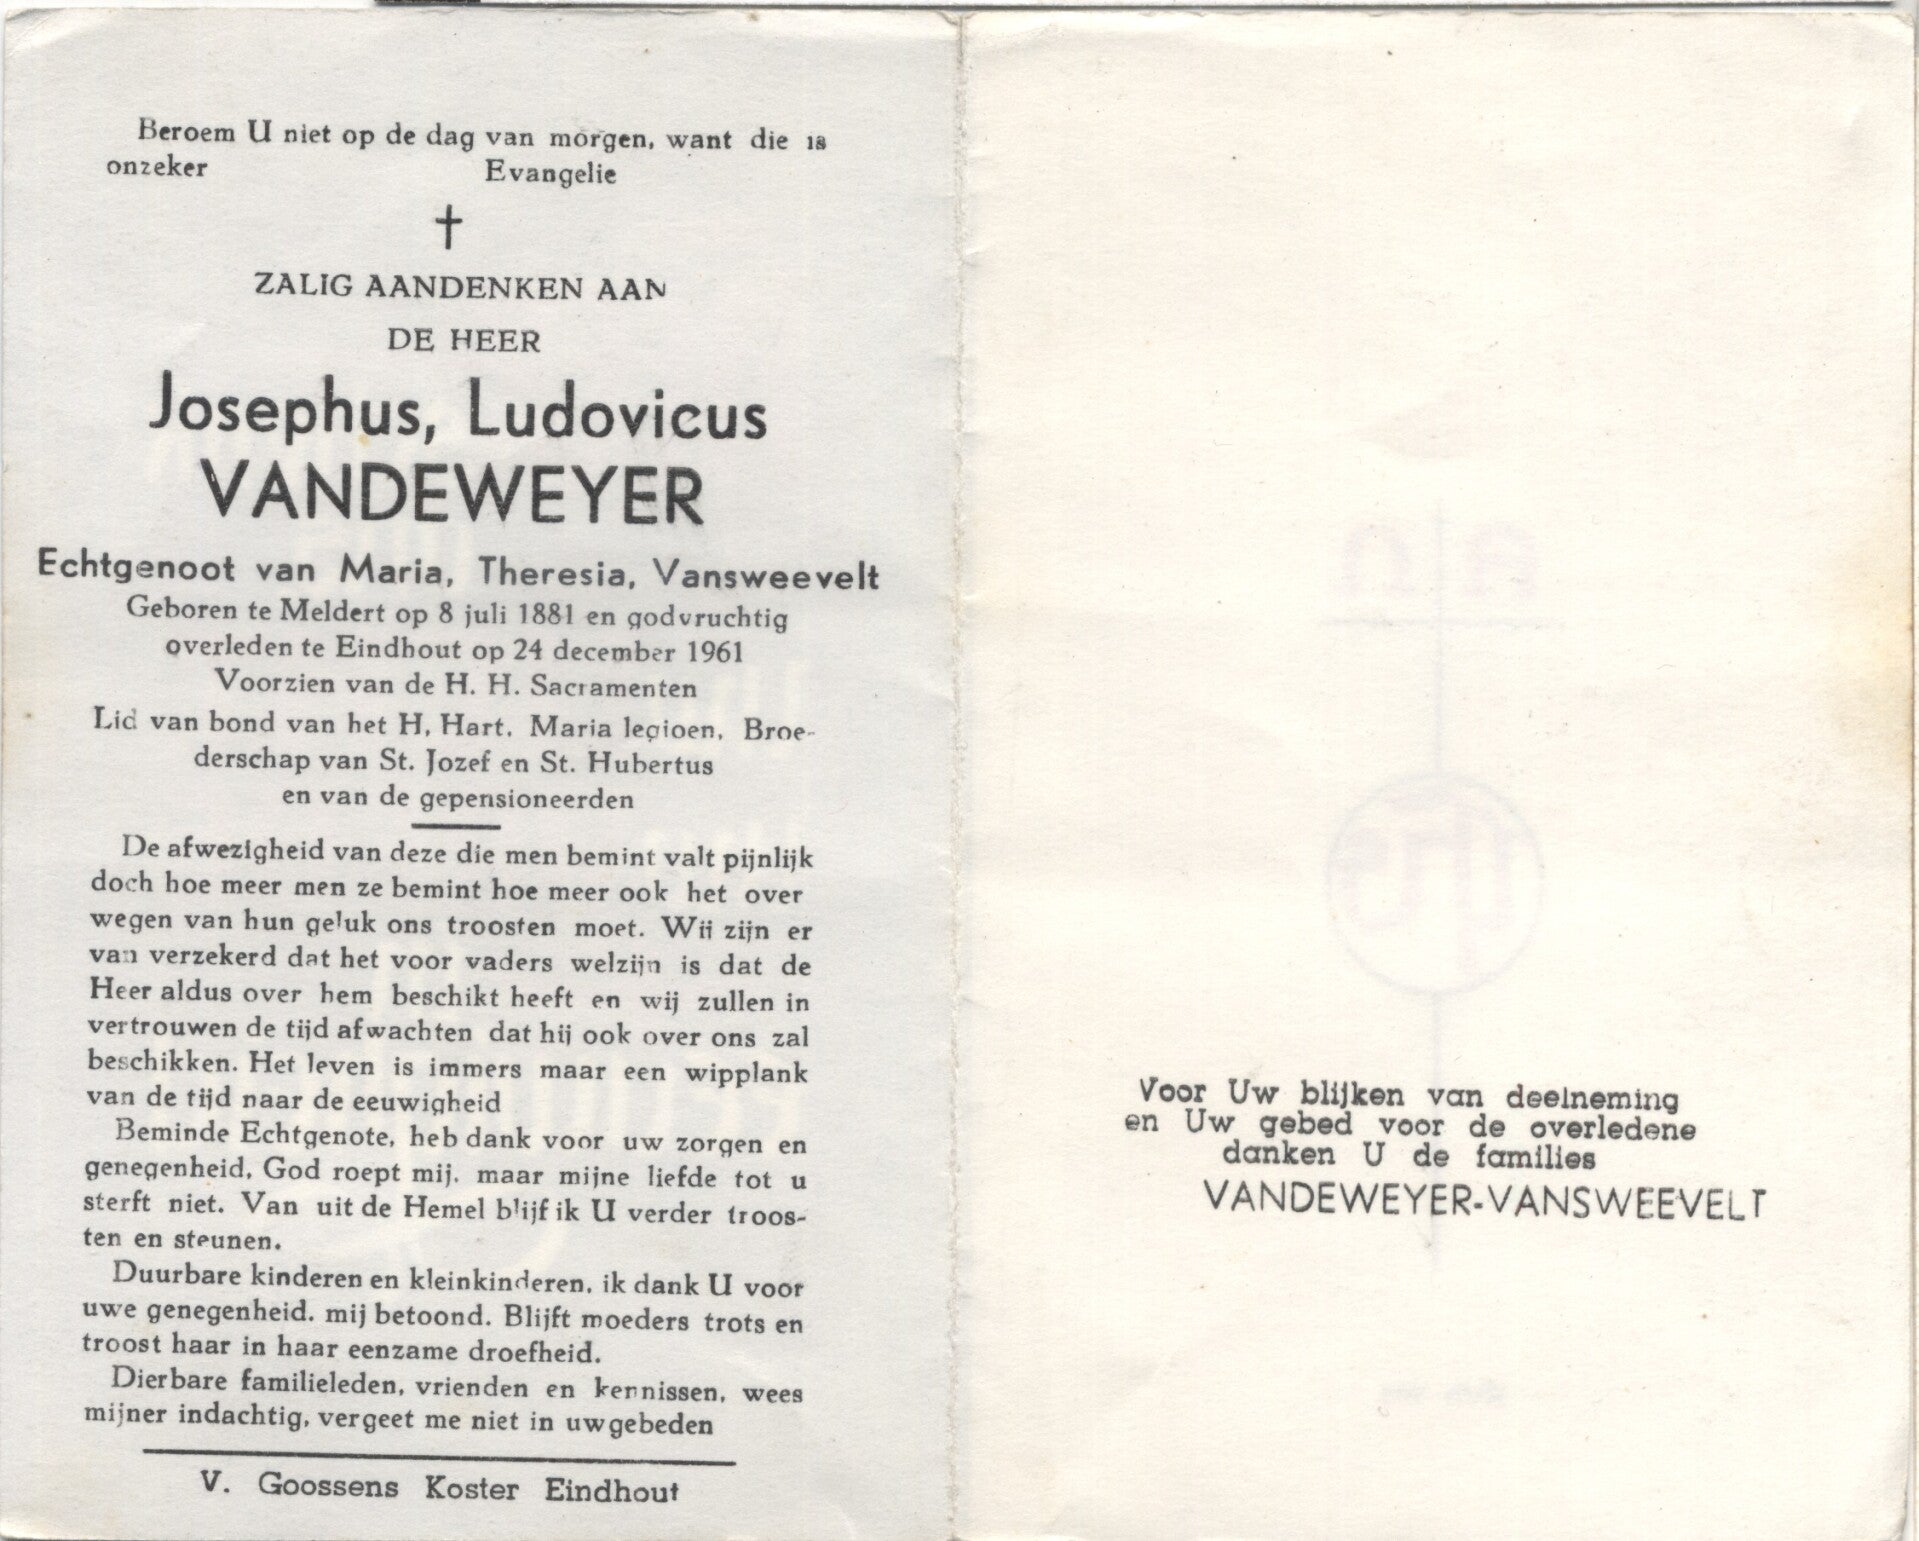 Beroem U niet op de dag van morgen, want die is
onzeker Evangelie
ZALIG AANDENKEN AAN
DE HEER
Josephus, Ludovicus
VANDEWEYER
Echtgenoot van Maria, Theresia, Vansweevelt
Geboren te Meldert op 8 juli 1881 en godvruchtig
overleden te Eindhout op 24 december 1961
Voorzien van de H. H. Sacramenten
Lid van bond van het H, Hart. Maria legioen, Broe-
derschap van St. Jozef en St. Hubertus
en van de gepensioneerden
De afwezigheid van deze die men bemint valt pijnlijk
doch hoe meer men ze bemint hoe meer ook het over
wegen van hun geluk ons troosten moet. Wij zijn er
van verzekerd dat het voor vaders welzijn is dat de
Heer aldus over hem beschikt heeft en wij zullen in
vertrouwen de tijd afwachten dat hij ook over ons zal
beschikken. Het leven is immers maar een wipplank
van de tijd naar de eeuwigheid
Beminde Echtgenote, heb dank voor uw zorgen en
genegenheid, God roept mij. maar mijne liefde tot u
sterft niet. Van uit de Hemel blijf ik U verder troos-
ten en steunen.
Duurbare kinderen en kleinkinderen, ik dank U voor
uwe genegenheid. mij betoond. Blijft moeders trots en
troost haar in haar eenzame droefheid.
Dierbare familieleden, vrienden en kennissen, wees
mijner indachtig, vergeet me niet in uw gebeden
V. Goossens Koster Eindhout
Voor Uw blijken van deelneming
en Uw gebed voor de overledene
danken U de families
VANDEWEYER-VANSWEEVELT